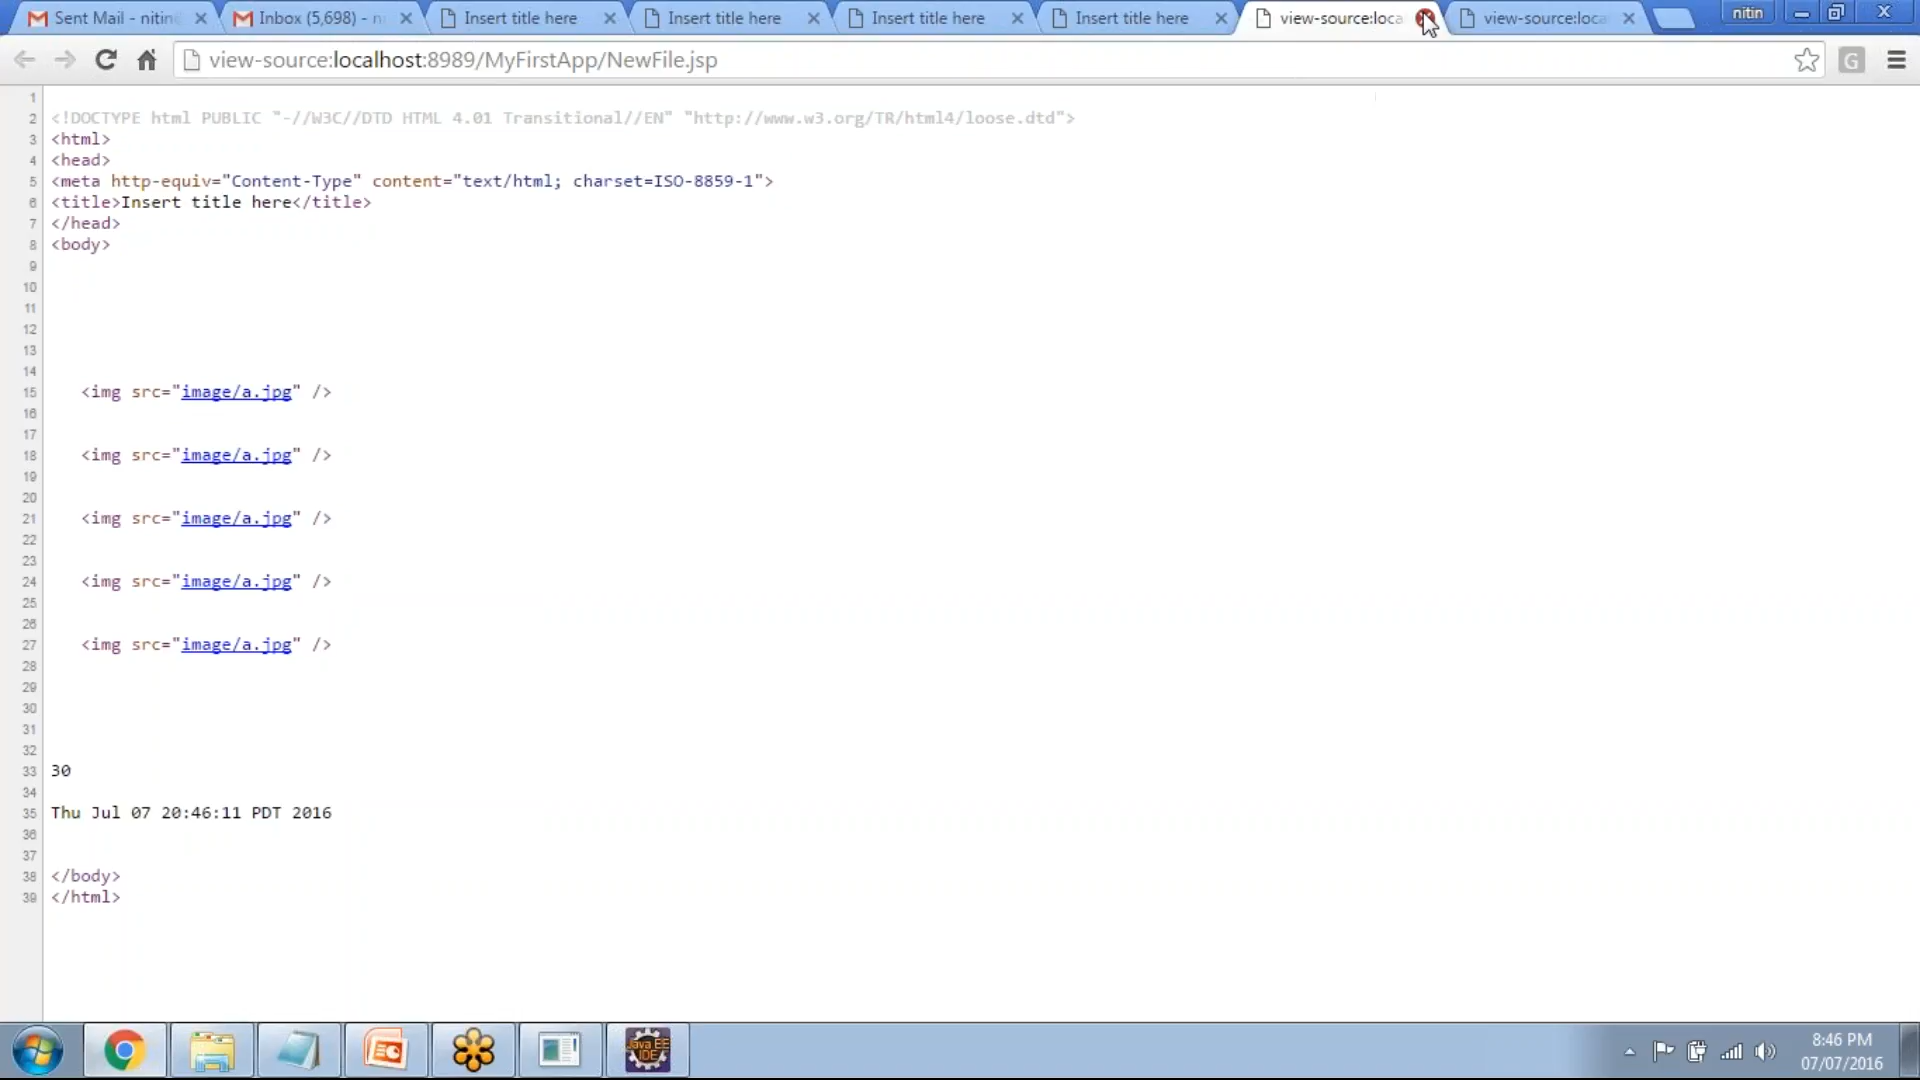 Sent Mail - nitin
Inbox (5,698) - n
Insert title here
Insert title here
Insert title here
Insert title here
view-source:loca
view-source:loca
nitin
view-source:localhost:8989/MyFirstApp/NewFile.jsp
G
1
2 <!DOCTYPE html PUBLIC "-//W3C//DTD HTML 4.01 Transitional//EN" "http://www.w3.org/TR/html4/loose.dtd">
3 <html>
4 <head>
5 <meta http-equiv="Content-Type" content="text/html; charset=ISO-8859-1">
6 <title>Insert title here</title>
7 </head>
8 <body>
9
10
11
12
13
14
15 <img src="image/a.jpg" />
16
17
18 <img src="image/a.jpg" />
19
20
21 <img src="image/a.jpg" />
22
23
24 <img src="image/a.jpg" />
25
26
27 <img src="image/a.jpg" />
28
29
30
31
32
33 30
34
35 Thu Jul 07 20:46:11 PDT 2016
36
37
38 </body>
39 </html>
Java EE
IDE
8:46 PM
07/07/2016